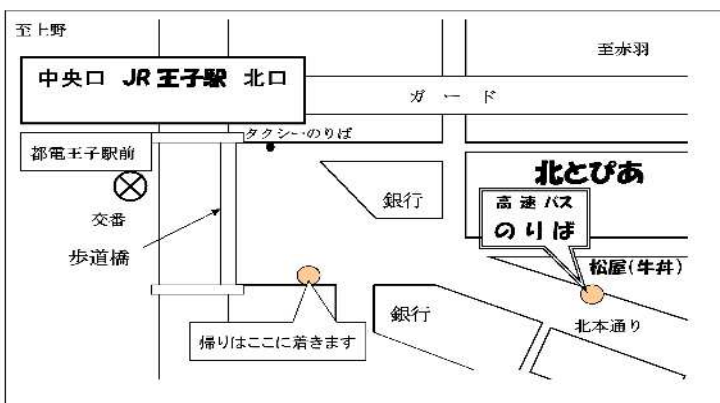 至上野
至赤羽
中央口 JR 王子駅 北口
ガード
タクシーのりば
都電王子駅前
北とぴあ
銀行
高速バス
のりば
交番
歩道橋
松屋(牛丼)
銀行
北本通り
帰りはここに着きます